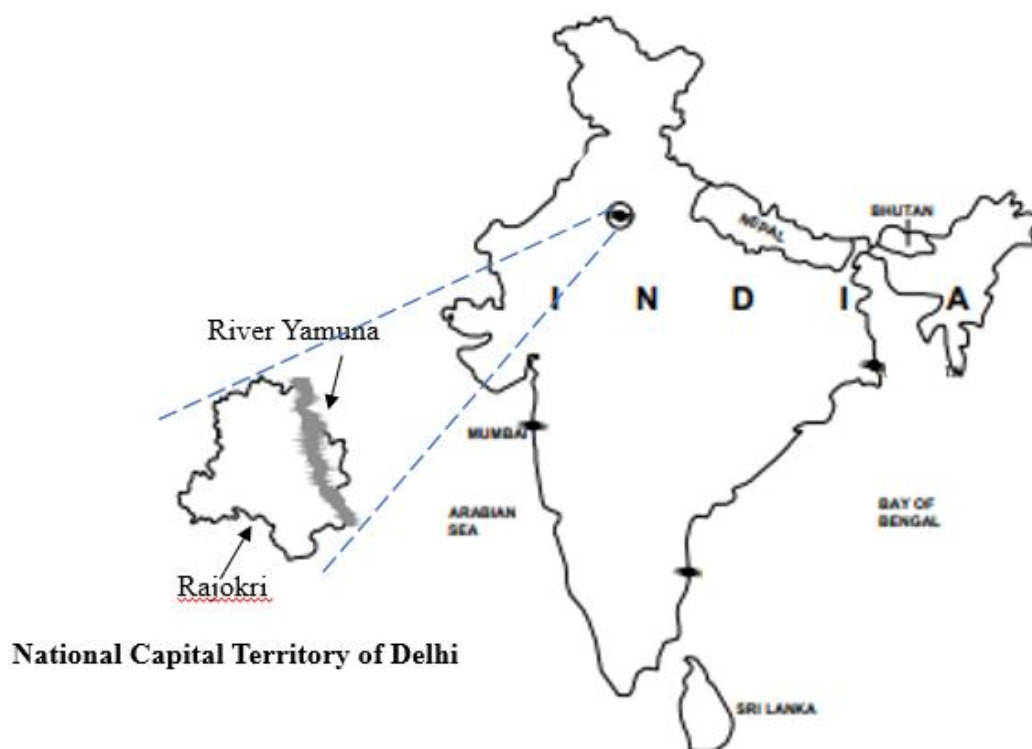 NEPAL
BHUTAN
I N D I A
River Yamuna
MUMBAI
ARABIAN
SEA
BAY OF
BENGAL
Rajokri
National Capital Territory of Delhi
SRI LANKA